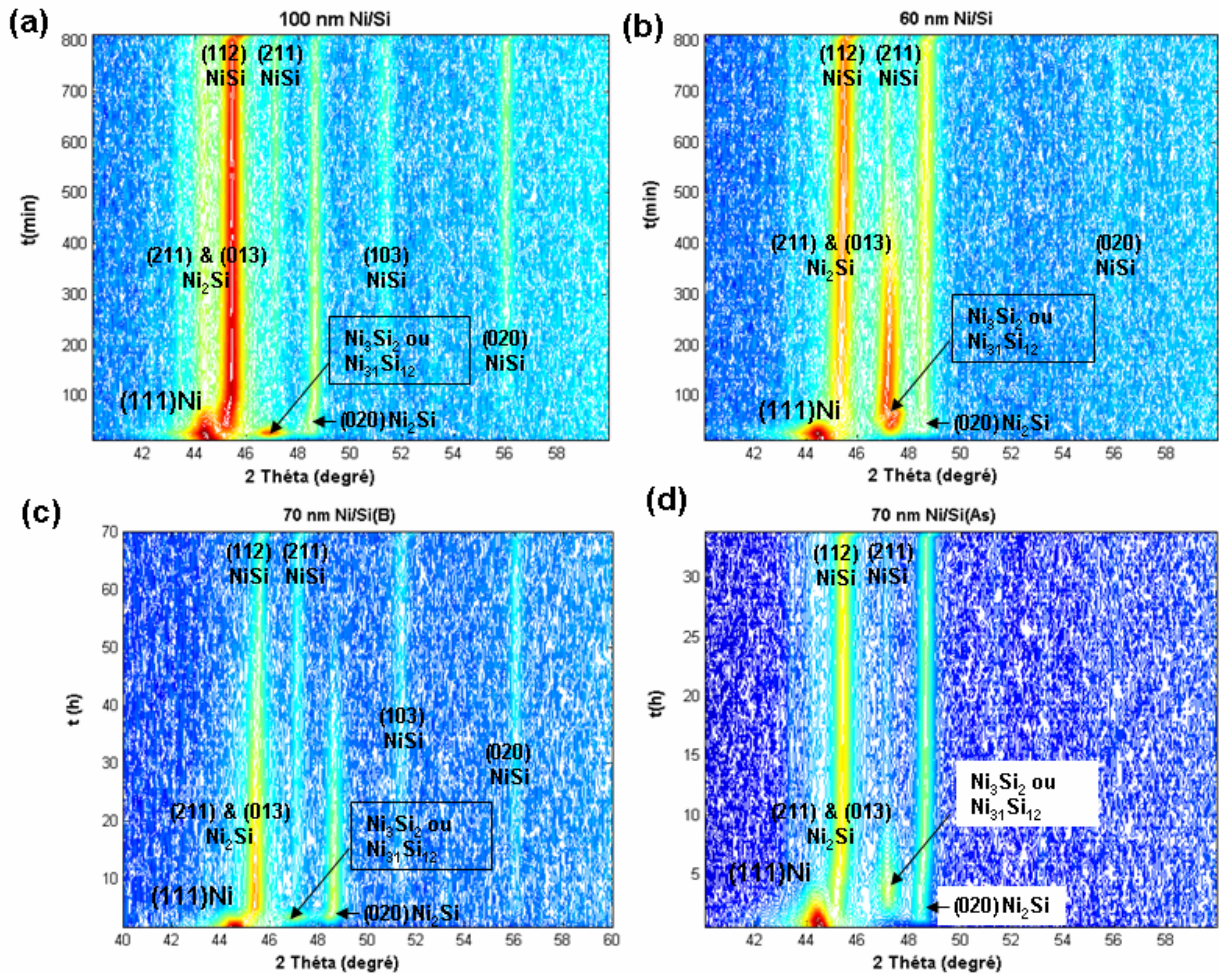 (a)
100 nm Ni/Si
800
700
600
500
400
300
200
100
t(min)
(112)
NiSi
(211)
NiSi
(211) & (013)
Ni₂Si
(103)
NiSi
Ni₃Si₂ ou
Ni₃₁Si₁₂
(020)
NiSi
(111)Ni
(020)Ni₂Si
42 44 46 48 50 52 54 56 58
2 Théta (degré)
(b)
60 nm Ni/Si
800
700
600
500
400
300
200
100
t(min)
(112)
NiSi
(211)
NiSi
(211) & (013)
Ni₂Si
(020)
NiSi
Ni₃Si₂ ou
Ni₃₁Si₁₂
(111)Ni
(020)Ni₂Si
42 44 46 48 50 52 54 56 58
2 Théta (degré)
(c)
70 nm Ni/Si(B)
70
60
50
40
30
20
10
t (h)
(112)
NiSi
(211)
NiSi
(103)
NiSi
(020)
NiSi
(211) & (013)
Ni₂Si
Ni₃Si₂ ou
Ni₃₁Si₁₂
(111)Ni
(020)Ni₂Si
40 42 44 46 48 50 52 54 56 58 60
2 Théta (degré)
(d)
70 nm Ni/Si(As)
30
25
20
15
10
5
t(h)
(112)
NiSi
(211)
NiSi
Ni₃Si₂ ou
Ni₃₁Si₁₂
(211) & (013)
Ni₂Si
(111)Ni
(020)Ni₂Si
42 44 46 48 50 52 54 56 58
2 Théta (degré)